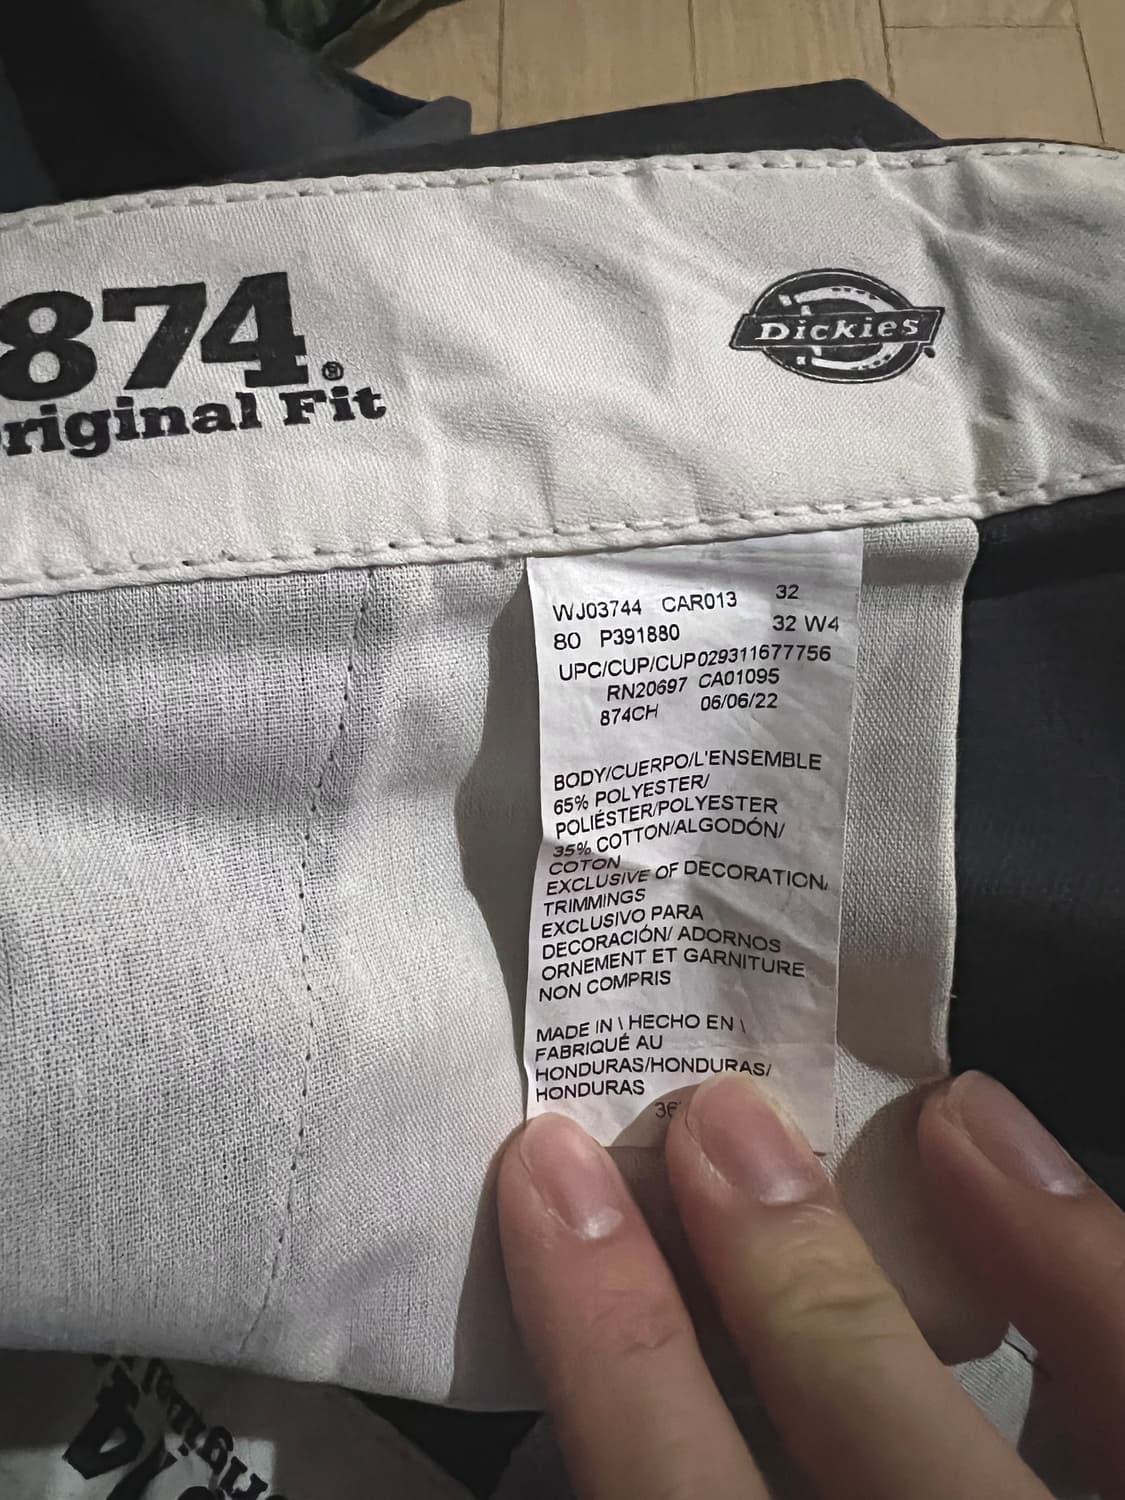 874®
riginal Fit
Dickies
WJ03744 CAR013 32
80 P391880 32 W4
UPC/CUP/CUP029311677756
RN20697 CA01095
874CH 06/06/22
BODY/CUERPO/L'ENSEMBLE
65% POLYESTER/
POLIÉSTER/POLYESTER
35% COTTON/ALGODÓN/
COTON
EXCLUSIVE OF DECORATION,
TRIMMINGS
EXCLUSIVO PARA
DECORACIÓN/ ADORNOS
ORNEMENT ET GARNITURE
NON COMPRIS
MADE IN \ HECHO EN \
FABRIQUÉ AU
HONDURAS/HONDURAS/
HONDURAS
36